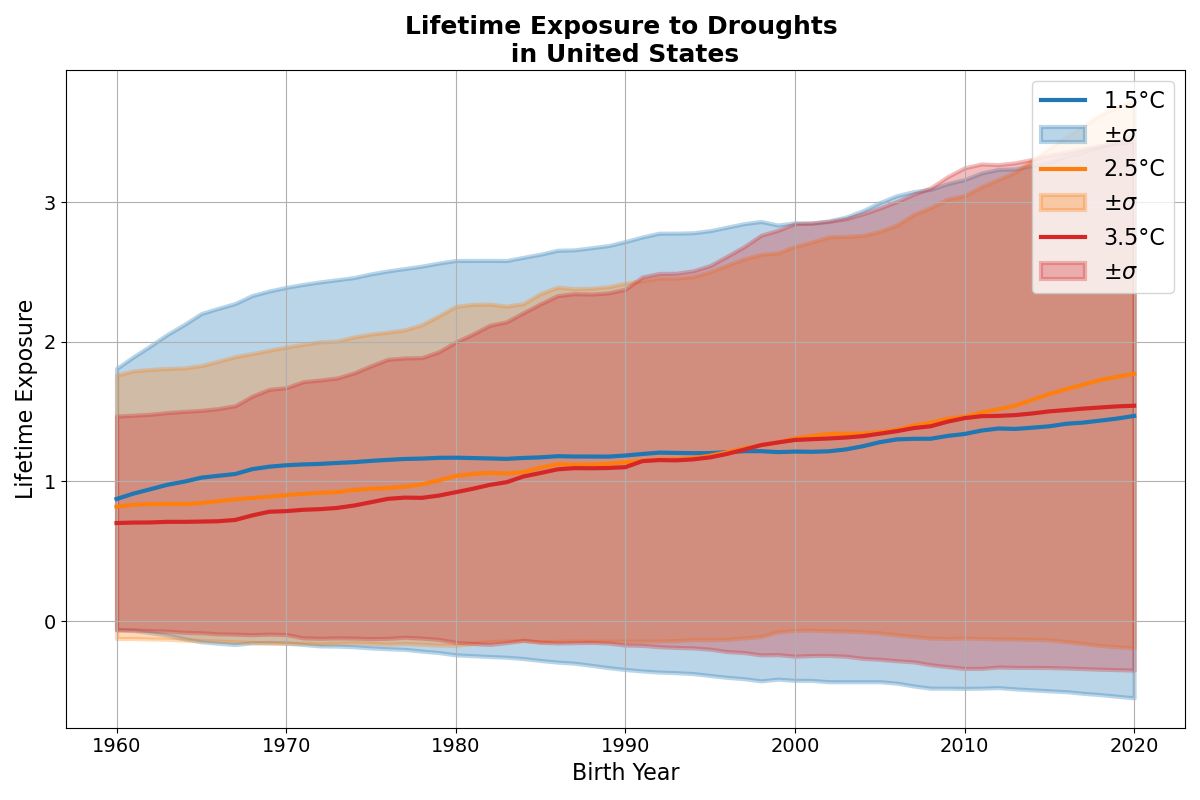 Lifetime Exposure to Droughts
in United States
1.5°C
±σ
2.5°C
±σ
3.5°C
±σ
Lifetime Exposure
3
2
1
0
1960 1970 1980 1990 2000 2010 2020
Birth Year